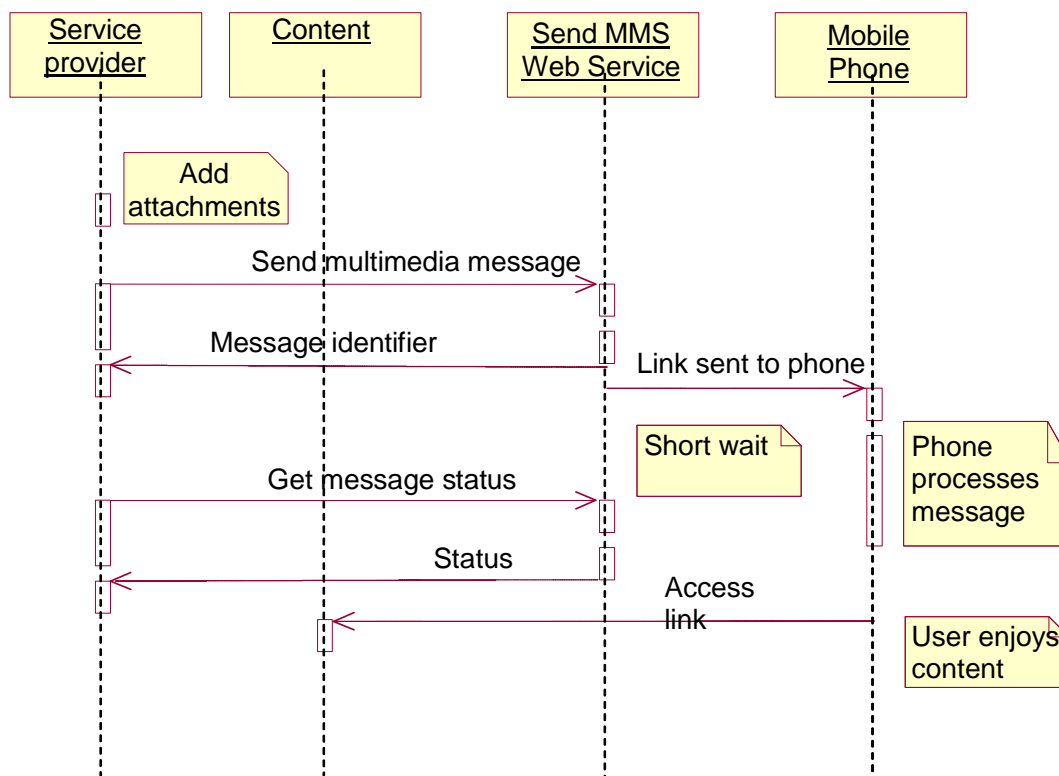 Service
provider
Content
Send MMS
Web Service
Mobile
Phone
Add
attachments
Send multimedia message
Message identifier
Link sent to phone
Short wait
Phone
processes
message
Get message status
Status
Access
link
User enjoys
content